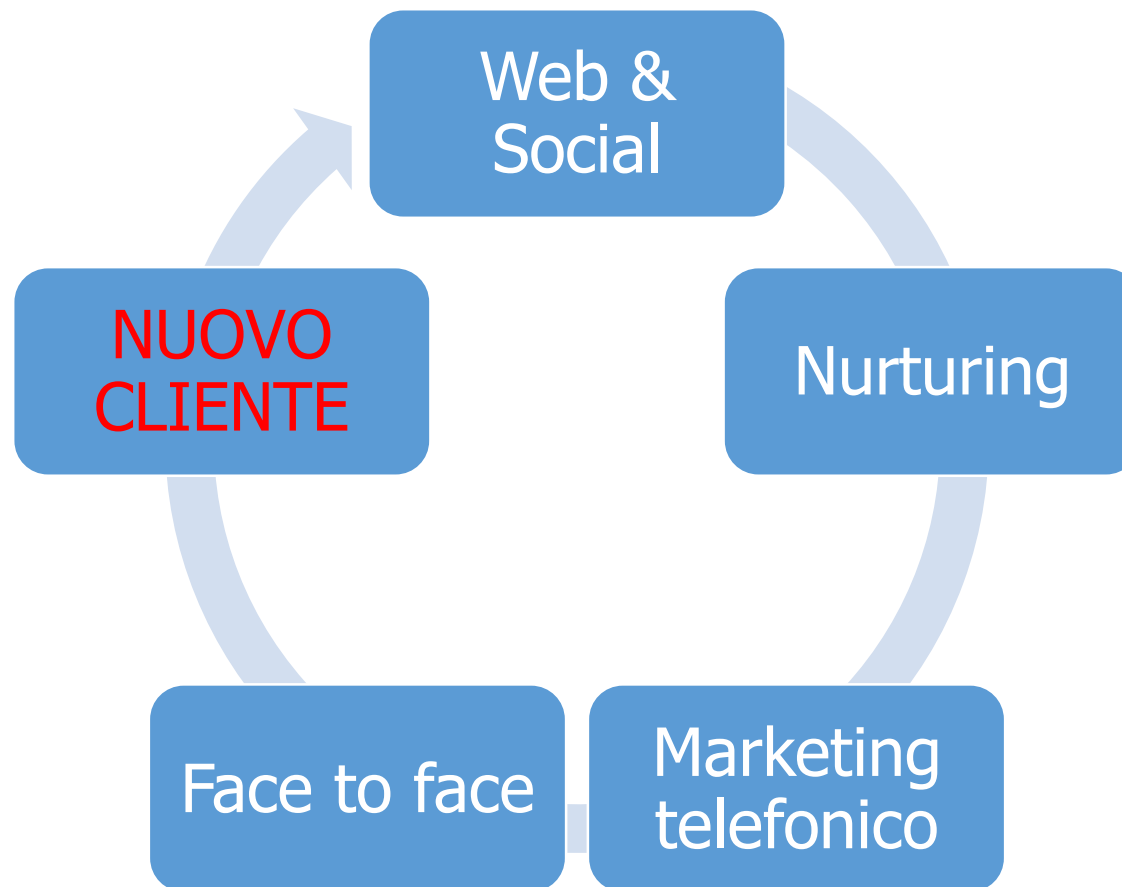 Web &
Social
Nurturing
Marketing
telefonico
Face to face
NUOVO
CLIENTE